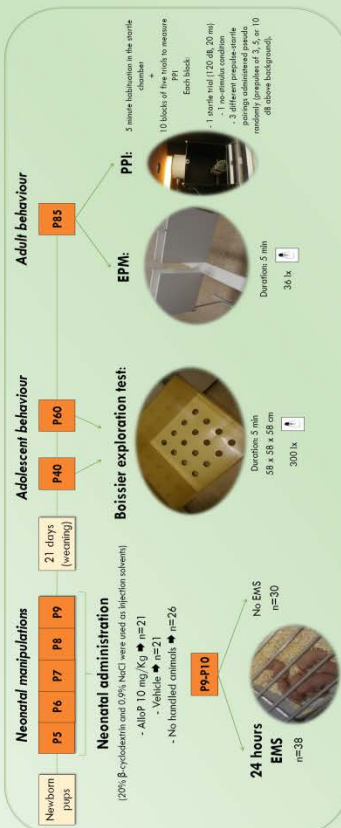 Neonatal manipulations
Adolescent behaviour
Adult behaviour
Newborn
pups
P5
P6
P7
P8
P9
21 days
(weaning)
P40
P60
P85
Neonatal administration
(20% β-cyclodextrin and 0.9% NaCl were used as injection solvents)
- AlloP 10 mg/Kg ➡ n=21
- Vehicle ➡ n=21
- No handled animals ➡ n=26
P9-P10
24 hours
EMS
n=38
No EMS
n=30
Boissier exploration test:
Duration: 5 min
58 x 58 x 58 cm
300 lx
EPM:
Duration: 5 min
36 lx
PPI:
5 minute habituation in the startle
chamber
+
10 blocks of five trials to measure
PPI
Each block:
- 1 startle trial (120 dB, 20 ms)
- 1 no-stimulus condition
- 3 different prepulse-startle
pairings administered pseudo
randomly (prepulses of 3, 5, or 10
dB above background).